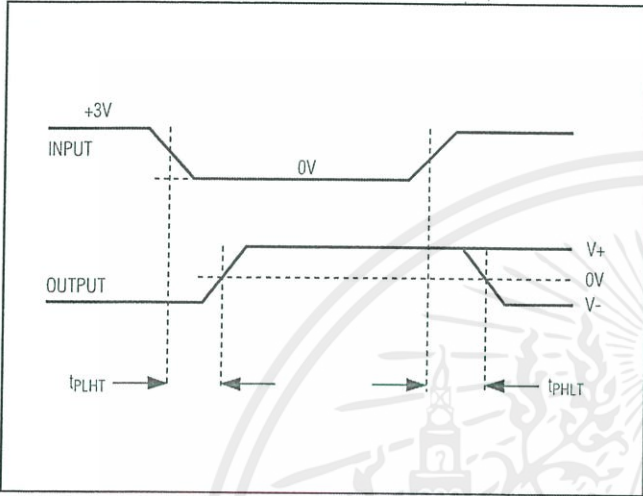 +3V
INPUT
0V
V+
0V
OUTPUT
V-
tPLHT
tPHLT